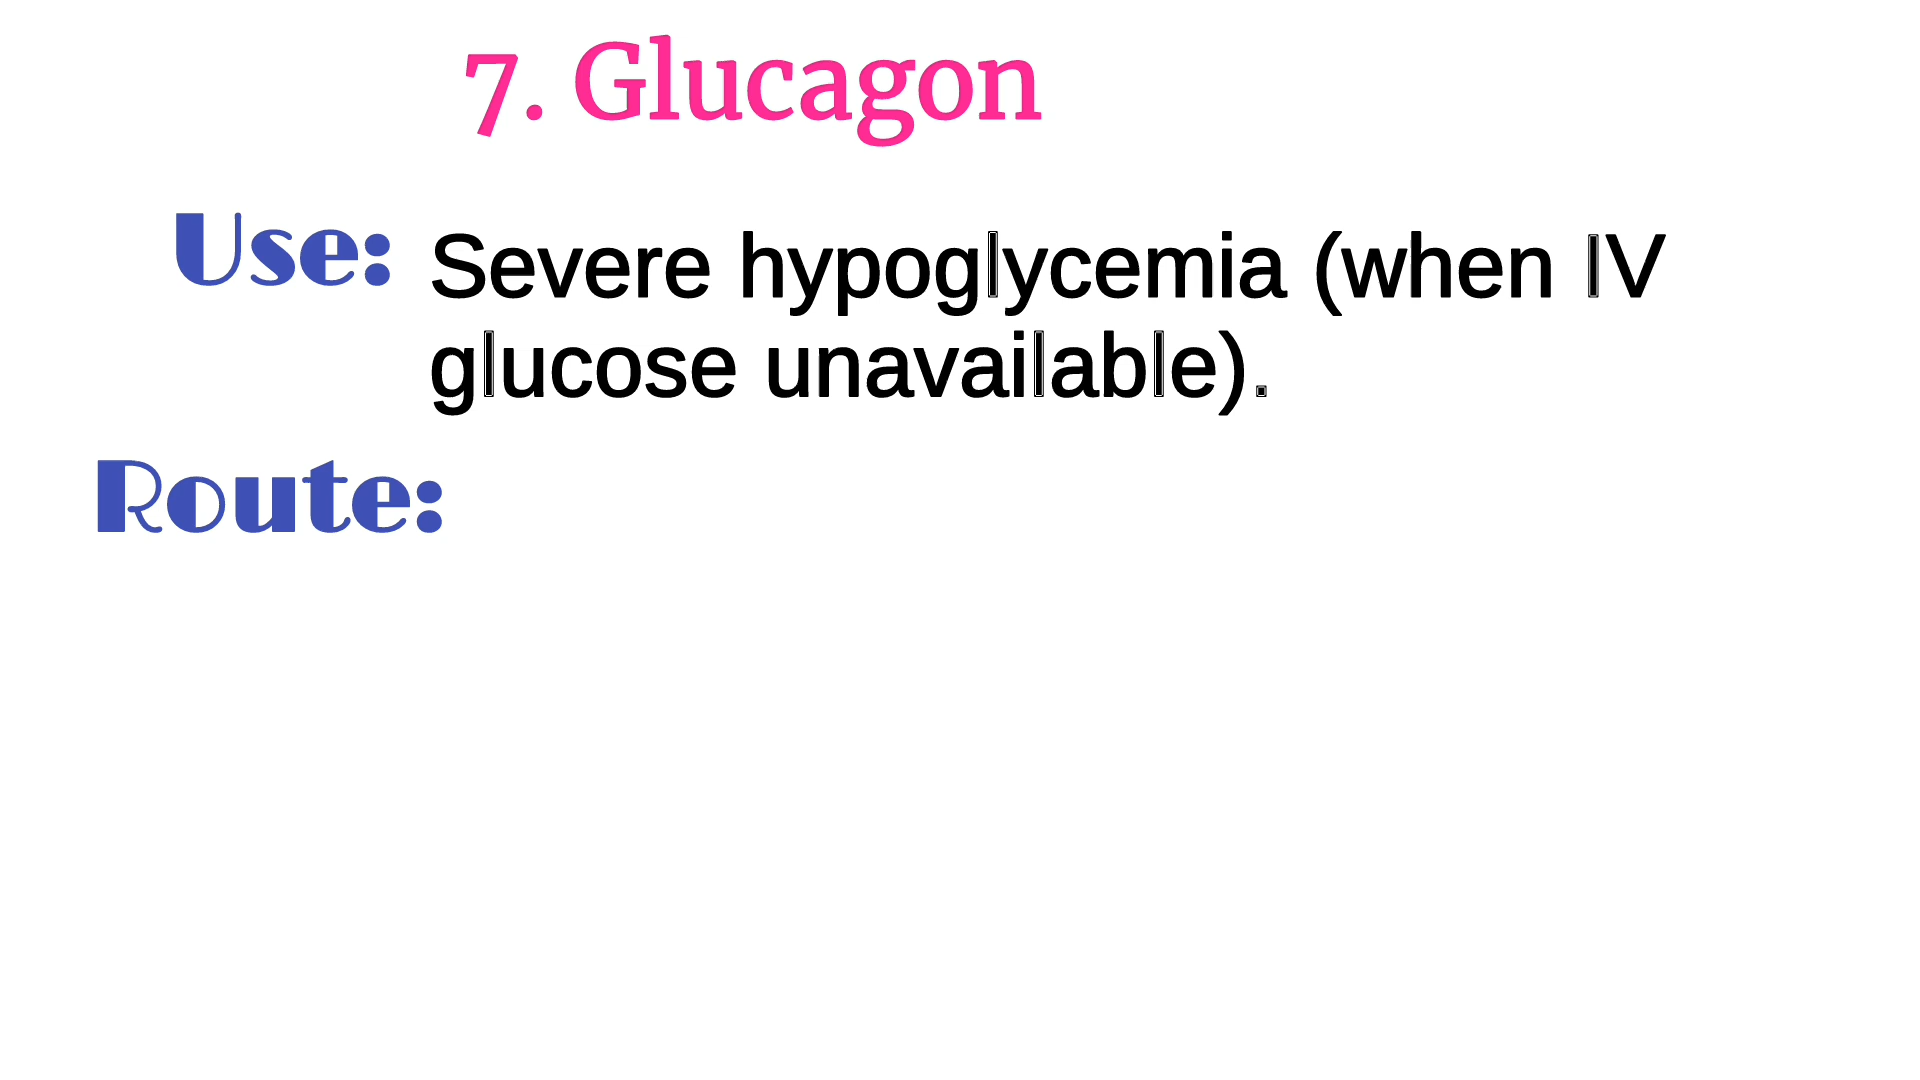 7. Glucagon
Use: Severe hypoglycemia (when IV
glucose unavailable).
Route: